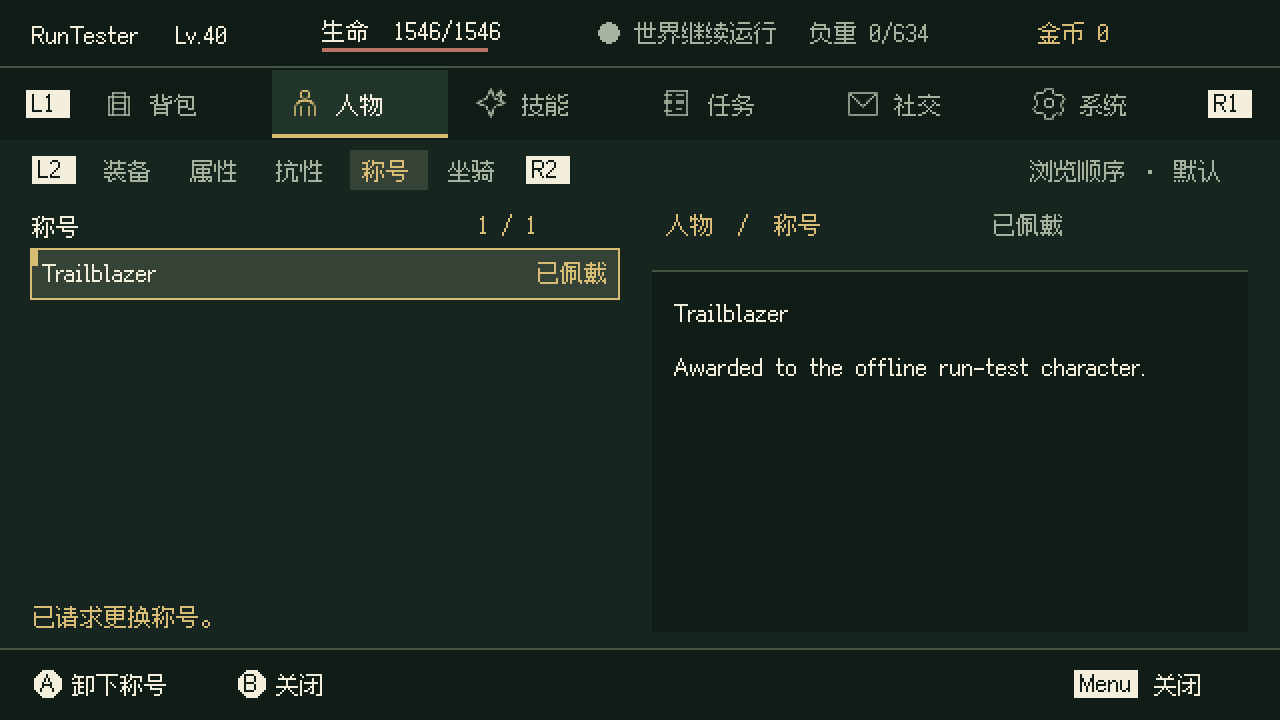 RunTester Lv.40 生命 1546/1546 世界继续运行 负重 0/634 金币 0
L1 背包 人物 技能 任务 社交 系统 R1
L2 装备 属性 抗性 称号 坐骑 R2 浏览顺序 · 默认
称号 1 / 1 人物 / 称号 已佩戴
Trailblazer 已佩戴
Trailblazer
Awarded to the offline run-test character.
已请求更换称号。
A 卸下称号 B 关闭 Menu 关闭